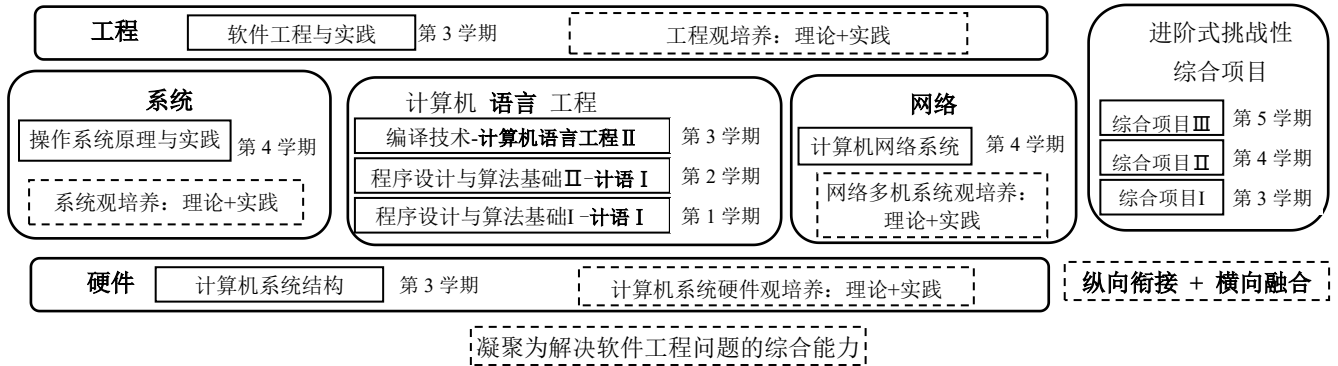 工程 软件工程与实践 第 3 学期 工程观培养：理论+实践
系统
操作系统原理与实践 第 4 学期
系统观培养：理论+实践
计算机 语言 工程
编译技术-计算机语言工程Ⅱ 第 3 学期
程序设计与算法基础Ⅱ-计语Ⅰ 第 2 学期
程序设计与算法基础I -计语Ⅰ 第 1 学期
网络
计算机网络系统 第 4 学期
网络多机系统观培养：
理论+实践
进阶式挑战性
综合项目
综合项目Ⅲ 第 5 学期
综合项目Ⅱ 第 4 学期
综合项目I 第 3 学期
硬件 计算机系统结构 第 3 学期 计算机系统硬件观培养：理论+实践
纵向衔接 + 横向融合
凝聚为解决软件工程问题的综合能力